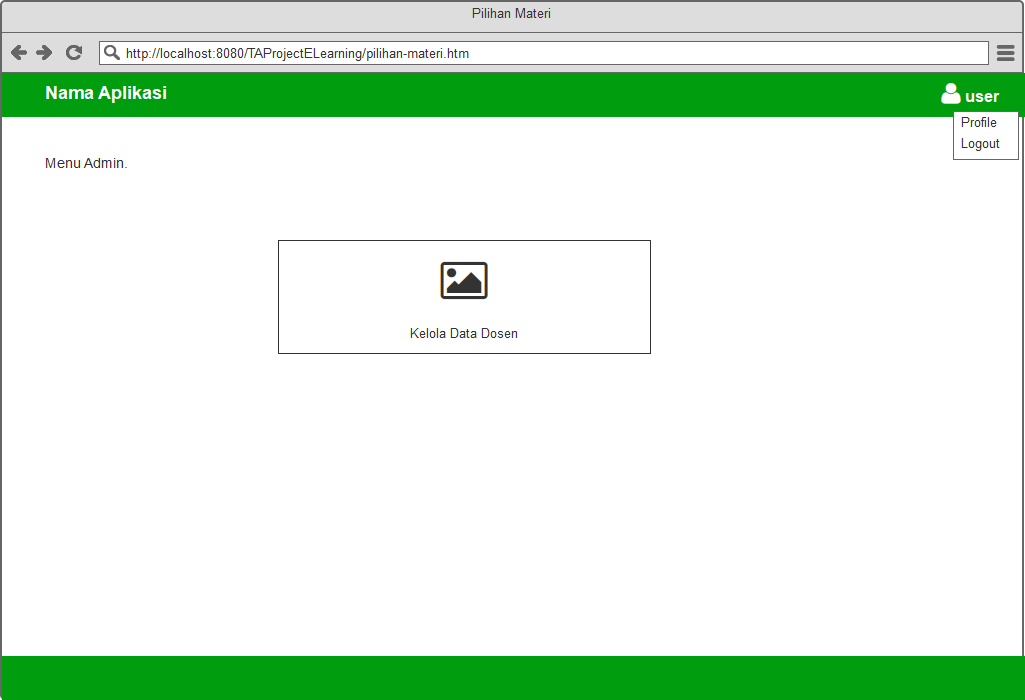 Pilihan Materi
http://localhost:8080/TAProjectELearning/pilihan-materi.htm
Nama Aplikasi
user
Profile
Logout
Menu Admin.
Kelola Data Dosen